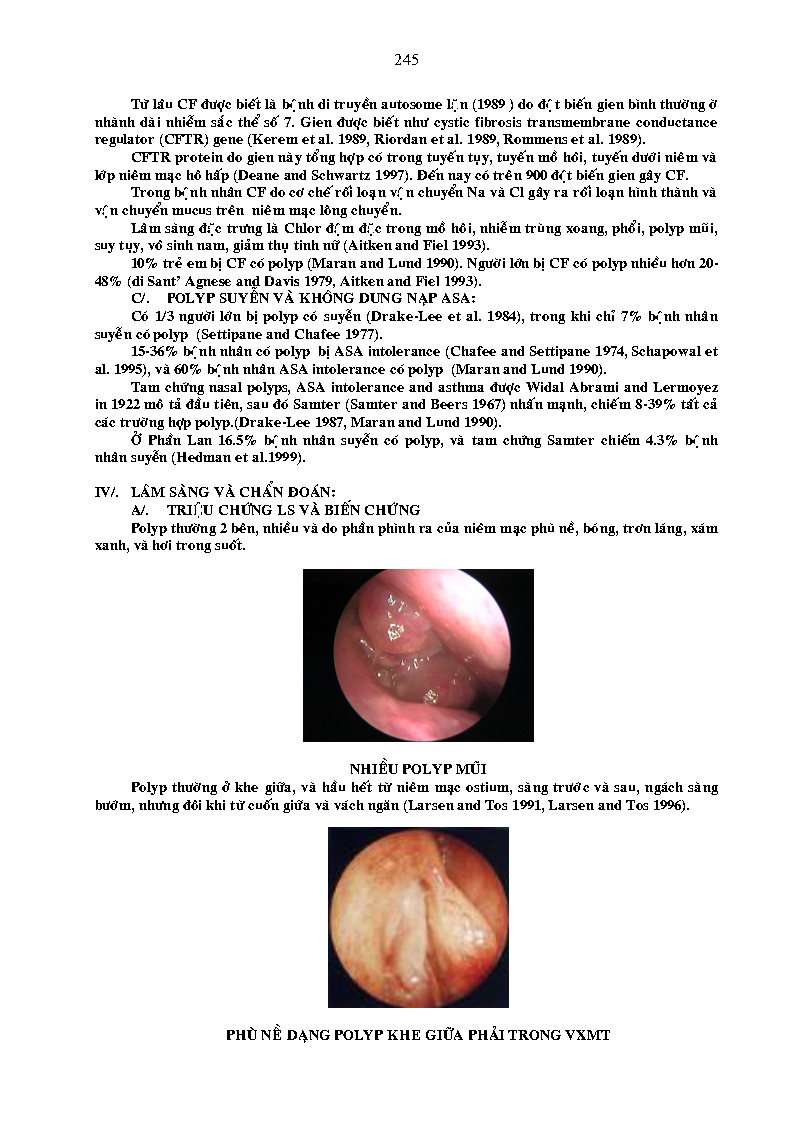 245
Từ lâu CF được biết là bệnh di truyền autosome lặn (1989 ) do đột biến gien bình thường ở
nhành dài nhiễm sắc thể số 7. Gien được biết như cystic fibrosis transmembrane conductance
regulator (CFTR) gene (Kerem et al. 1989, Riordan et al. 1989, Rommens et al. 1989).
CFTR protein do gien này tổng hợp có trong tuyến tụy, tuyến mồ hôi, tuyến dưới niêm và
lớp niêm mạc hô hấp (Deane and Schwartz 1997). Đến nay có trên 900 đột biến gien gây CF.
Trong bệnh nhân CF do cơ chế rối loạn vận chuyển Na và Cl gây ra rối loạn hình thành và
vận chuyển mucus trên niêm mạc lông chuyển.
Lâm sàng đặc trưng là Chlor đậm đặc trong mồ hôi, nhiễm trùng xoang, phổi, polyp mũi,
suy tụy, vô sinh nam, giảm thụ tinh nữ (Aitken and Fiel 1993).
10% trẻ em bị CF có polyp (Maran and Lund 1990). Người lớn bị CF có polyp nhiều hơn 20-
48% (di Sant’ Agnese and Davis 1979, Aitken and Fiel 1993).
C/. POLYP SUYỄN VÀ KHÔNG DUNG NẠP ASA:
Có 1/3 người lớn bị polyp có suyễn (Drake-Lee et al. 1984), trong khi chỉ 7% bệnh nhân
suyễn có polyp (Settipane and Chafee 1977).
15-36% bệnh nhân có polyp bị ASA intolerance (Chafee and Settipane 1974, Schapowal et
al. 1995), và 60% bệnh nhân ASA intolerance có polyp (Maran and Lund 1990).
Tam chứng nasal polyps, ASA intolerance and asthma được Widal Abrami and Lermoyez
in 1922 mô tả đầu tiên, sau đó Samter (Samter and Beers 1967) nhấn mạnh, chiếm 8-39% tất cả
các trường hợp polyp.(Drake-Lee 1987, Maran and Lund 1990).
Ở Phần Lan 16.5% bệnh nhân suyễn có polyp, và tam chứng Samter chiếm 4.3% bệnh
nhân suyễn (Hedman et al.1999).
IV/. LÂM SÀNG VÀ CHẨN ĐOÁN:
A/. TRIỆU CHỨNG LS VÀ BIẾN CHỨNG
Polyp thường 2 bên, nhiều và do phần phình ra của niêm mạc phù nề, bóng, trơn láng, xám
xanh, và hơi trong suốt.
NHIỀU POLYP MŨI
Polyp thường ở khe giữa, và hầu hết từ niêm mạc ostium, sàng trước và sau, ngách sàng
bướm, nhưng đôi khi từ cuốn giữa và vách ngăn (Larsen and Tos 1991, Larsen and Tos 1996).
PHÙ NỀ DẠNG POLYP KHE GIỮA PHẢI TRONG VXMT